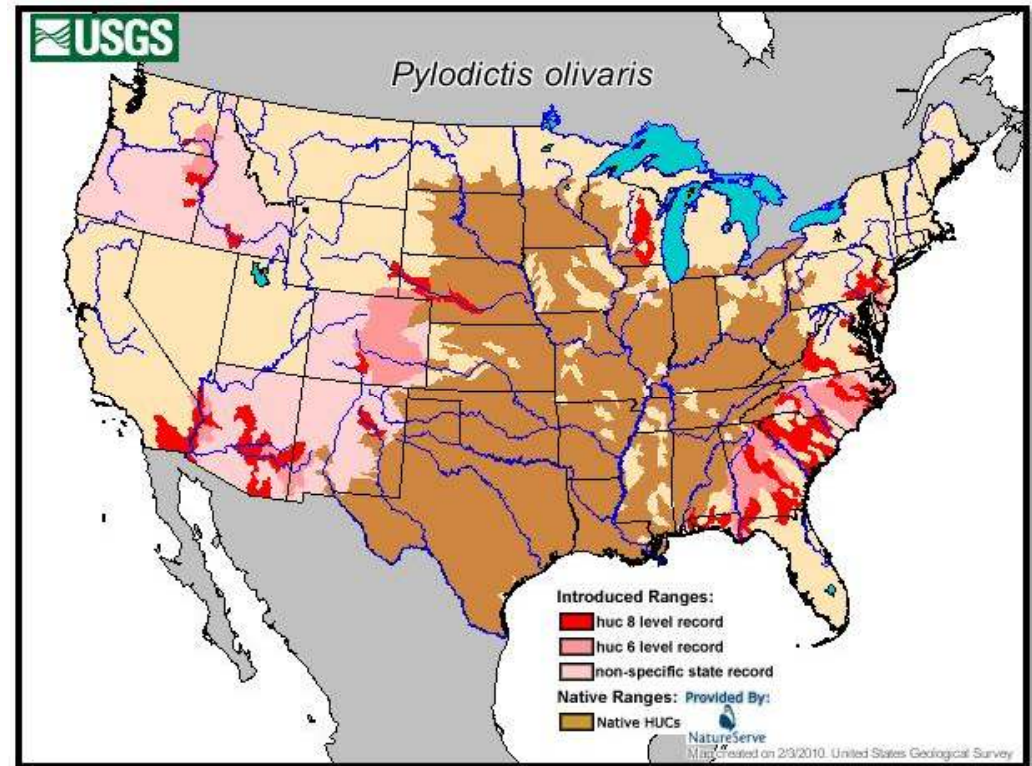 USGS
Pylodictis olivaris
Introduced Ranges:
huc 8 level record
huc 6 level record
non-specific state record
Native Ranges: Provided By:
Native HUCs
NatureServe
Map created on 2/3/2010. United States Geological Survey